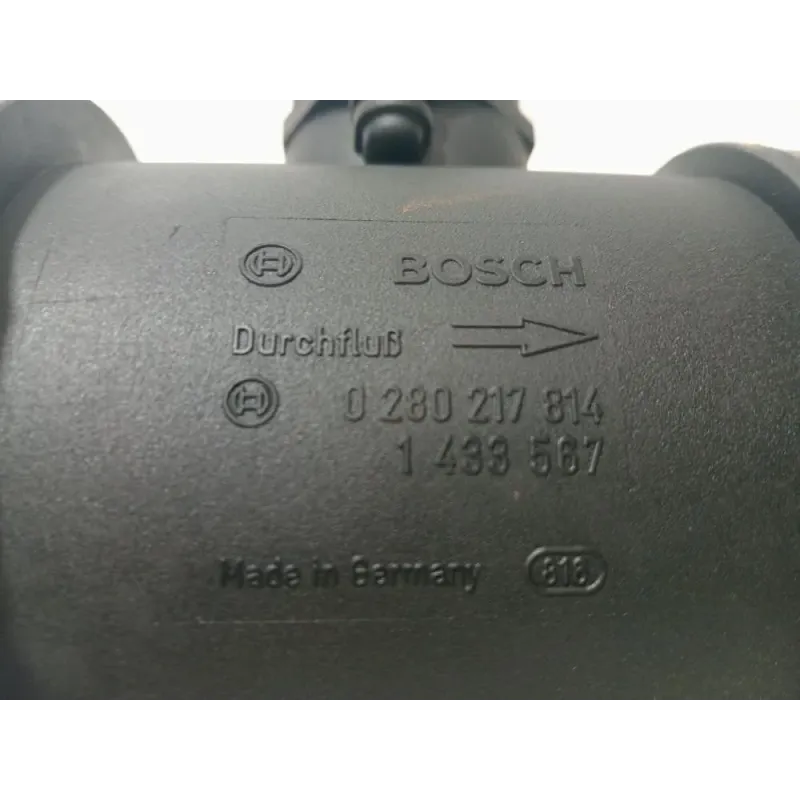 BOSCH
Durchfluß
0 280 217 814
1 433 567
Made in Germany 818